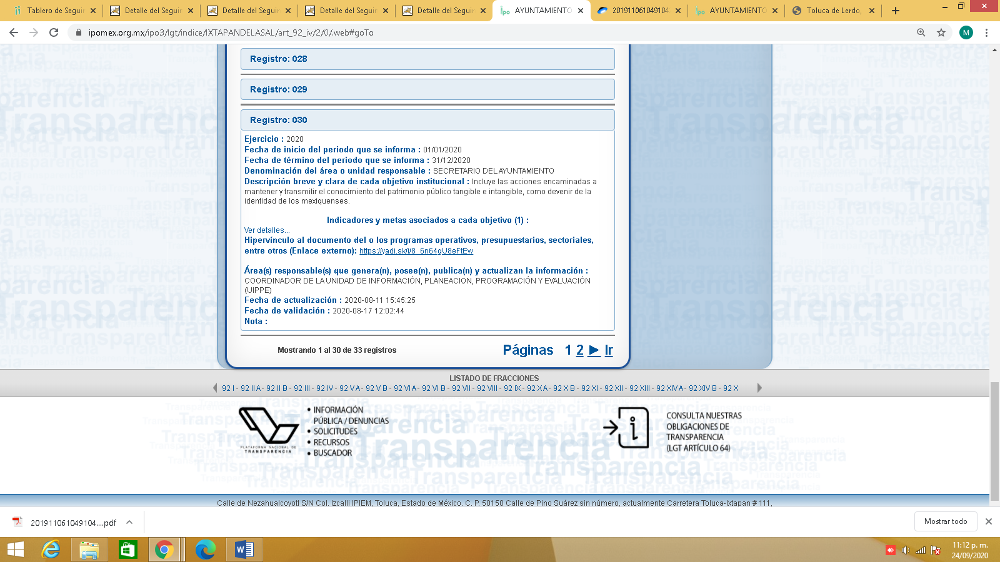 Tablero de Seguir
Detalle del Seguir
Detalle del Seguir
Detalle del Seguir
Detalle del Seguir
AYUNTAMIENTO
201911061049104
AYUNTAMIENTO
Toluca de Lerdo,
ipomex.org.mx/ipo3/lgt/indice/IXTAPANDELASAL/art_92_iv/2/0/.web#goTo
M
Registro: 028
Registro: 029
Registro: 030
Ejercicio : 2020
Fecha de inicio del periodo que se informa : 01/01/2020
Fecha de término del periodo que se informa : 31/12/2020
Denominación del área o unidad responsable : SECRETARIO DEL AYUNTAMIENTO
Descripción breve y clara de cada objetivo institucional : Incluye las acciones encaminadas a
mantener y transmitir el conocimiento del patrimonio público tangible e intangible, como devenir de la
identidad de los mexiquenses.
Indicadores y metas asociados a cada objetivo (1) :
Ver detalles...
Hipervínculo al documento del o los programas operativos, presupuestarios, sectoriales,
entre otros (Enlace externo): https://yadi.sk/i/8_6n64gU8eFtEw
Área(s) responsable(s) que genera(n), posee(n), publica(n) y actualizan la información :
COORDINADOR DE LA UNIDAD DE INFORMACIÓN, PLANEACION, PROGRAMACIÓN Y EVALUACIÓN
(UIPPE)
Fecha de actualización : 2020-08-11 15:45:25
Fecha de validación : 2020-08-17 12:02:44
Nota :
Mostrando 1 al 30 de 33 registros
Páginas 1 2 ► Ir
LISTADO DE FRACCIONES
92 I - 92 II A - 92 II B - 92 III - 92 IV - 92 V A - 92 V B - 92 VI A - 92 VI B - 92 VII - 92 VIII - 92 IX - 92 X A - 92 X B - 92 XI - 92 XII - 92 XIII - 92 XIV A - 92 XIV B - 92 X
PLATAFORMA NACIONAL DE
TRANSPARENCIA
• INFORMACIÓN
PÚBLICA / DENUNCIAS
• SOLICITUDES
• RECURSOS
• BUSCADOR
CONSULTA NUESTRAS
OBLIGACIONES DE
TRANSPARENCIA
(LGT ARTÍCULO 64)
Calle de Nezahualcoyotl S/N Col. Izcalli IPIEM, Toluca, Estado de México. C. P. 50150 Calle de Pino Suárez sin número, actualmente Carretera Toluca-Ixtapan # 111,
201911061049104....pdf
Mostrar todo
11:12 p. m.
24/09/2020